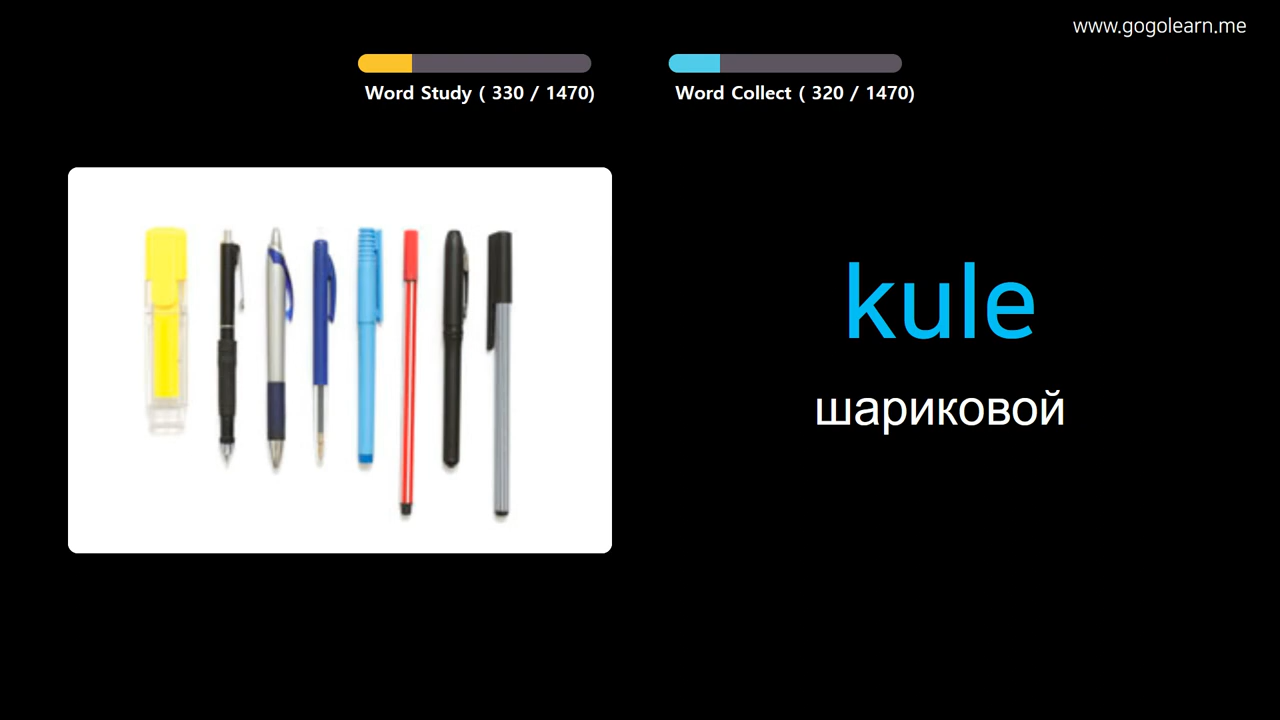 www.gogolearn.me
Word Study ( 330 / 1470)
Word Collect ( 320 / 1470)
kule
шариковой